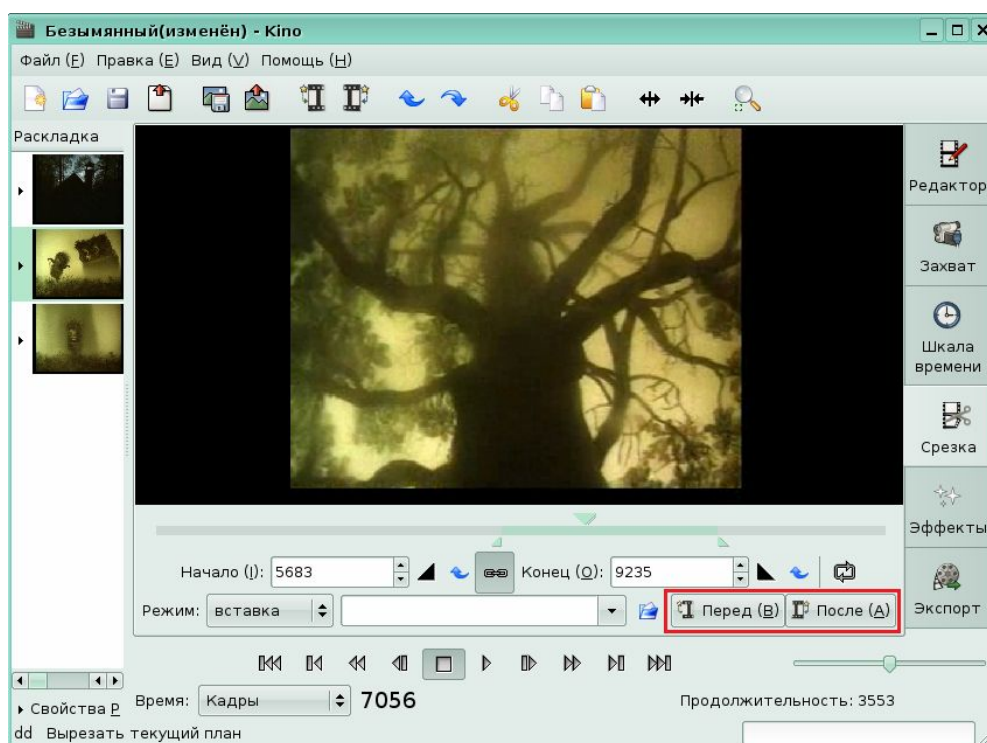 Безымянный(изменён) - Kino
Файл (F) Правка (E) Вид (V) Помощь (H)
Раскладка
Редактор
Захват
Шкала
времени
Срезка
Эффекты
Экспорт
Начало (I): 5683 Конец (O): 9235
Режим: вставка Перед (B) После (A)
Время: Кадры 7056 Продолжительность: 3553
Свойства Р
dd Вырезать текущий план